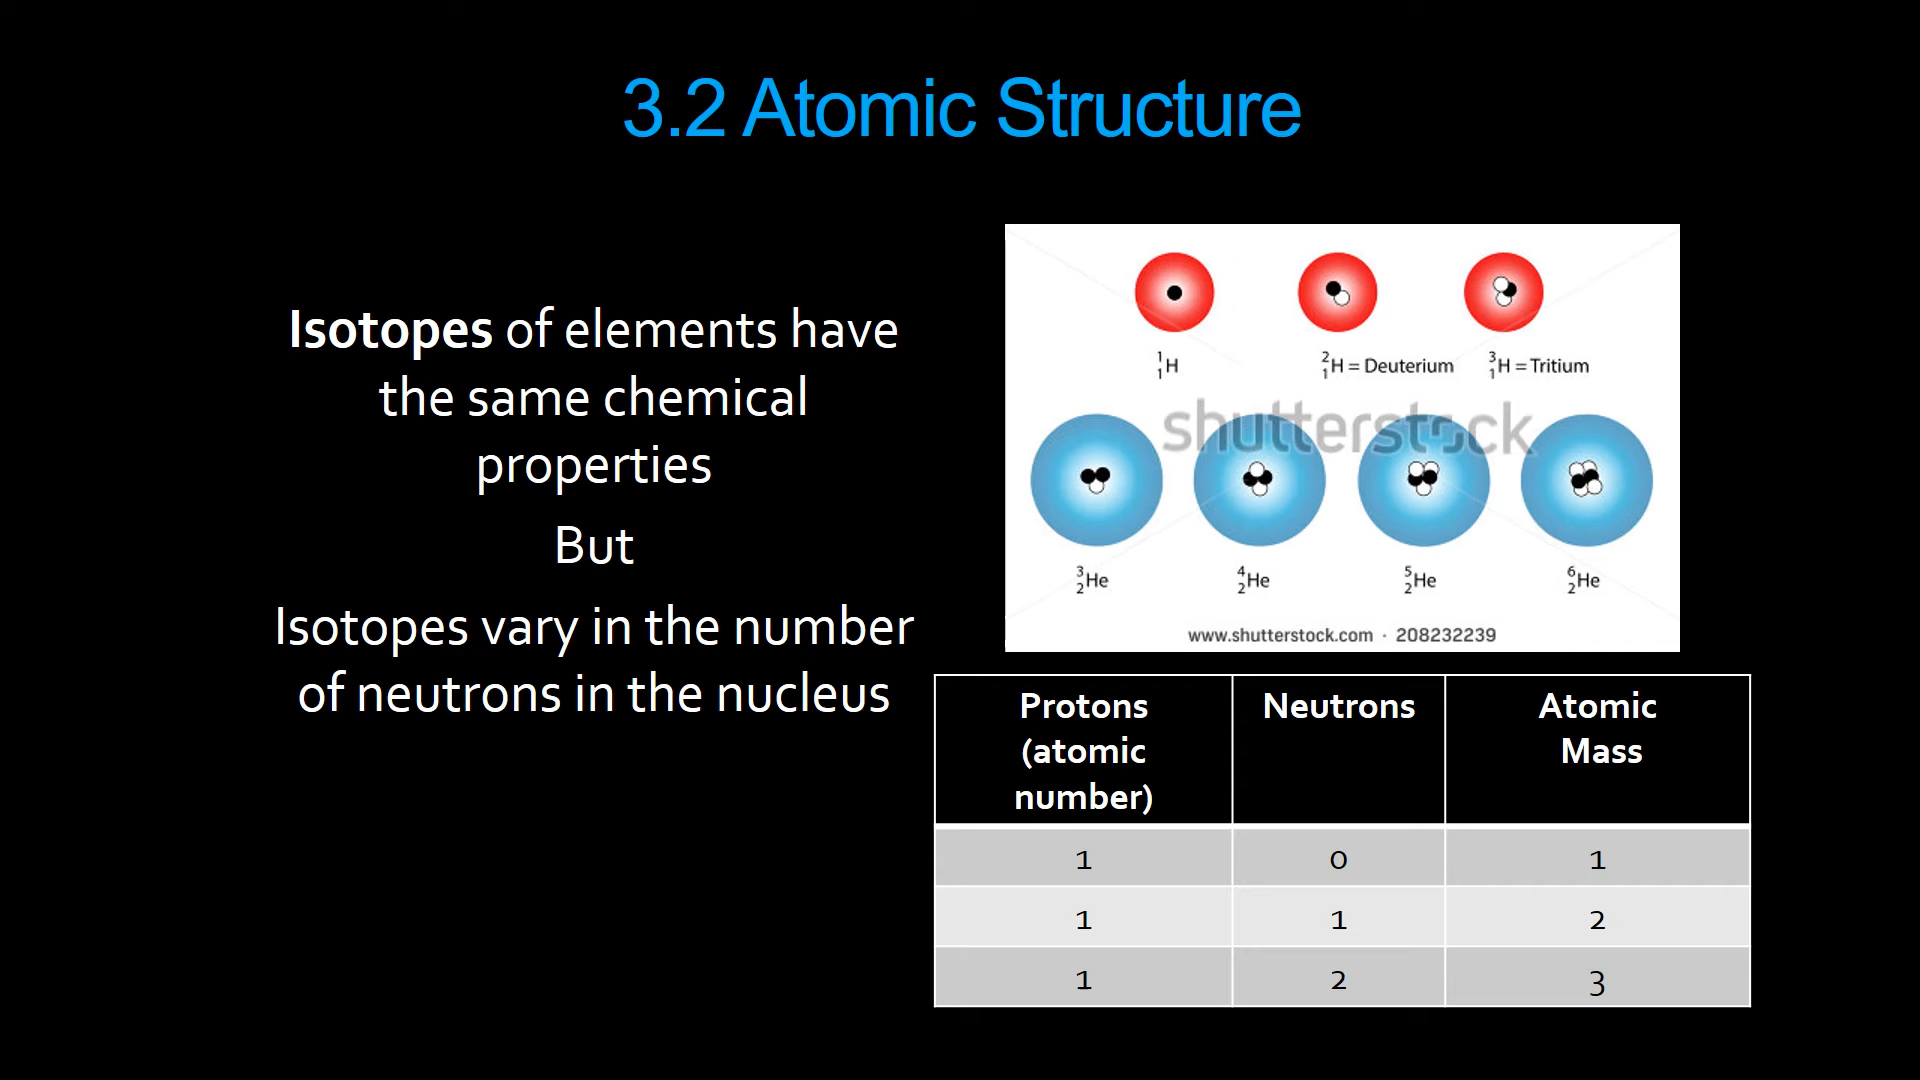 3.2 Atomic Structure
Isotopes of elements have
the same chemical
properties
But
Isotopes vary in the number
of neutrons in the nucleus
1 1 H
2 1 H = Deuterium
3 1 H = Tritium
shutterstock
3 2 He
4 2 He
5 2 He
6 2 He
www.shutterstock.com · 208232239
Protons (atomic number) Neutrons Atomic Mass
1 0 1
1 1 2
1 2 3